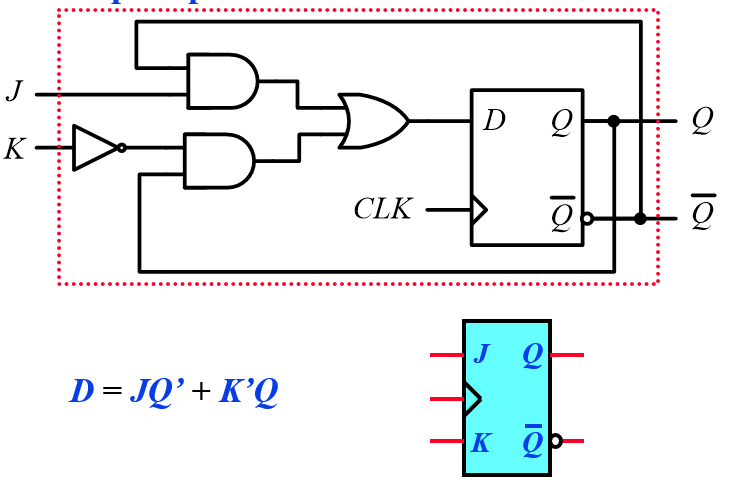 J
D Q Q
K
CLK Q̅ Q̅
J Q
D = JQ’ + K’Q
K Q̅